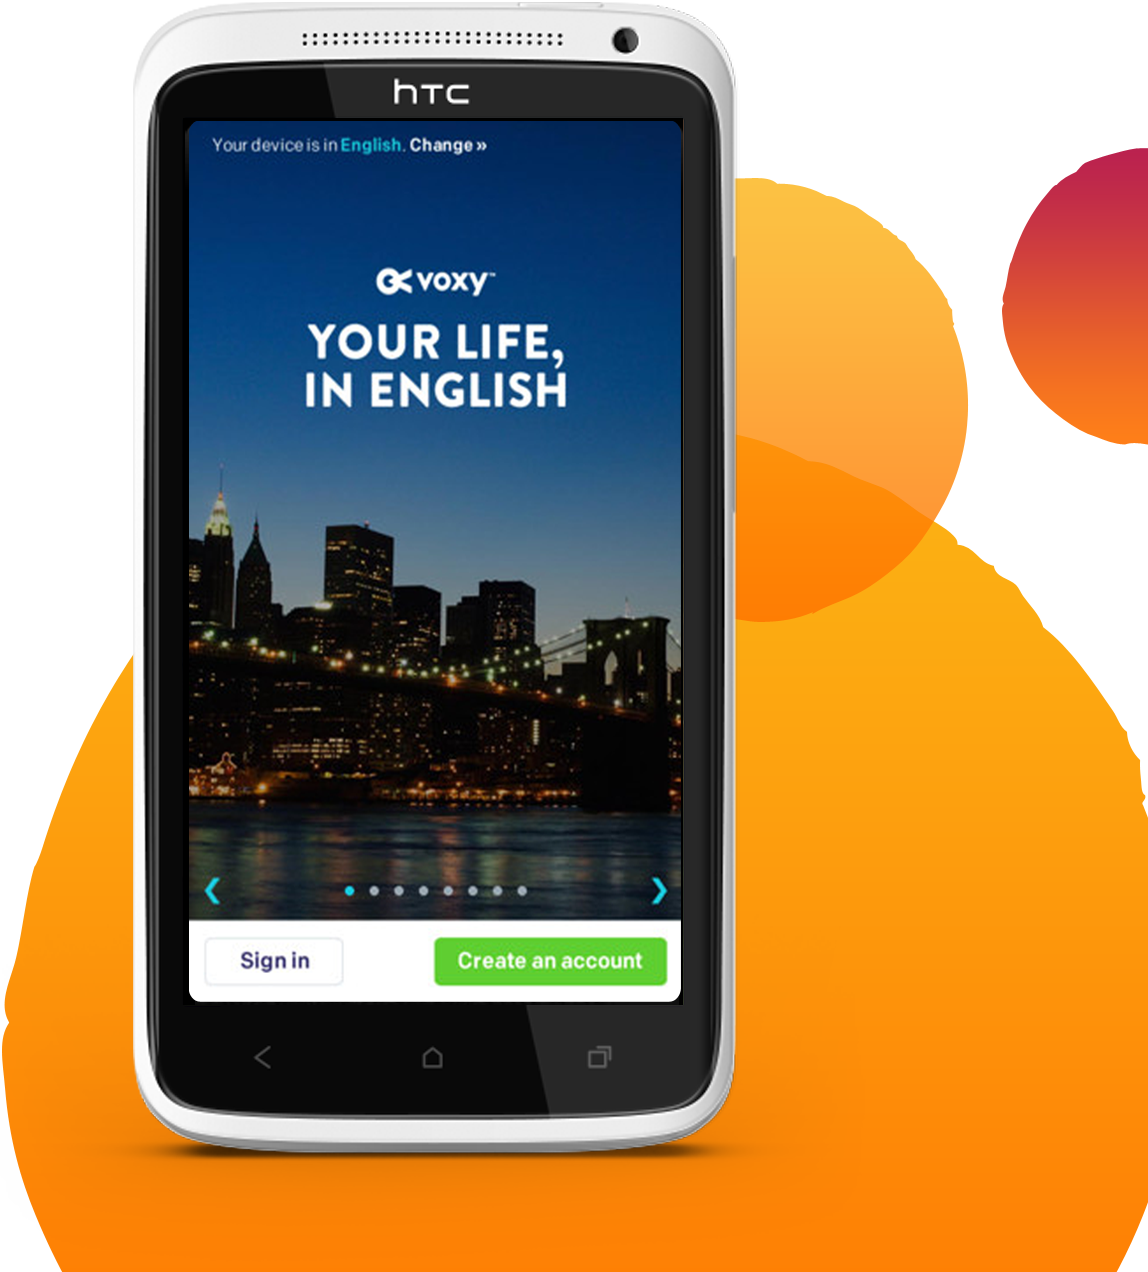 hTC
Your device is in English. Change »
voxy™
YOUR LIFE,
IN ENGLISH
Sign in
Create an account